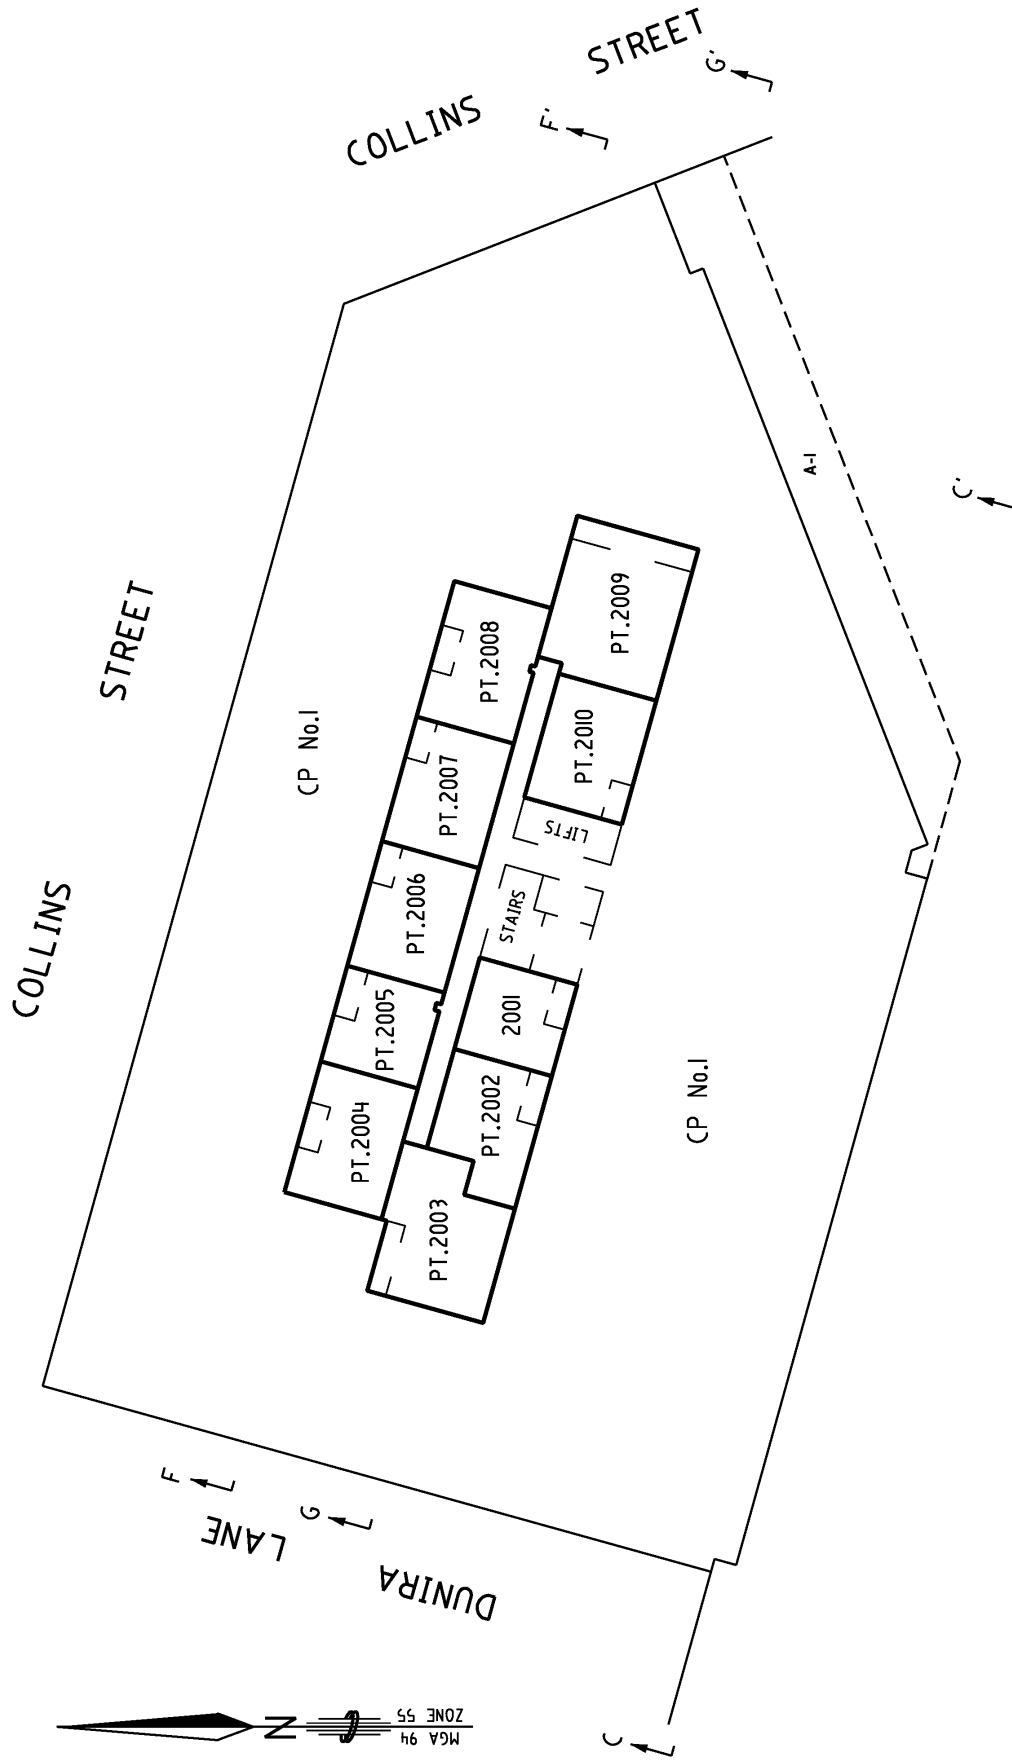 COLLINS STREET
G'
F'
COLLINS STREET
CP No.1
A-1
C'
PT.2009
PT.2008
PT.2010
PT.2007
LIFTS
PT.2006
STAIRS
2001
PT.2005
PT.2002
PT.2004
PT.2003
CP No.1
F
G
DUNIRA LANE
C
N
MGA 94
ZONE 55